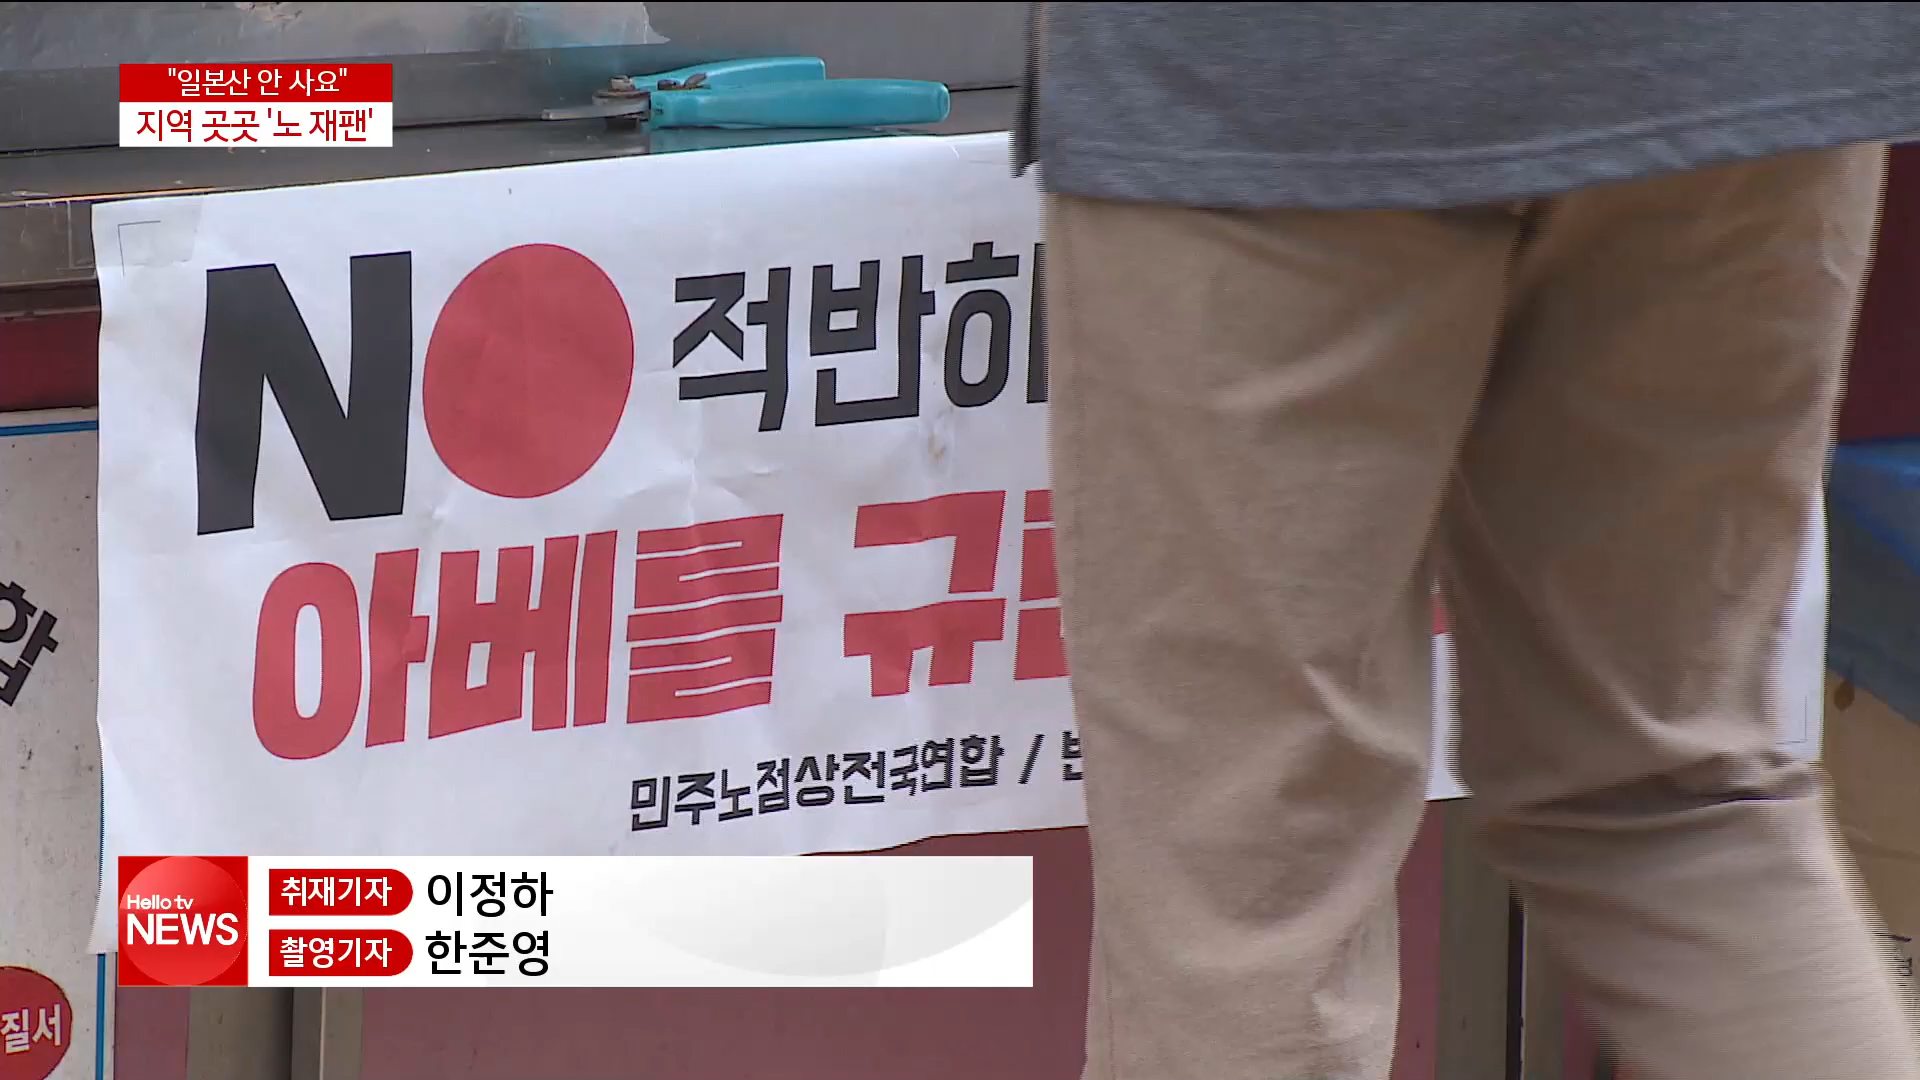 "일본산 안 사요"
지역 곳곳 '노 재팬'
NO 적반하
아베를 규
민주노점상전국연합 /
합
질서
Hello tv
NEWS
취재기자 이정하
촬영기자 한준영